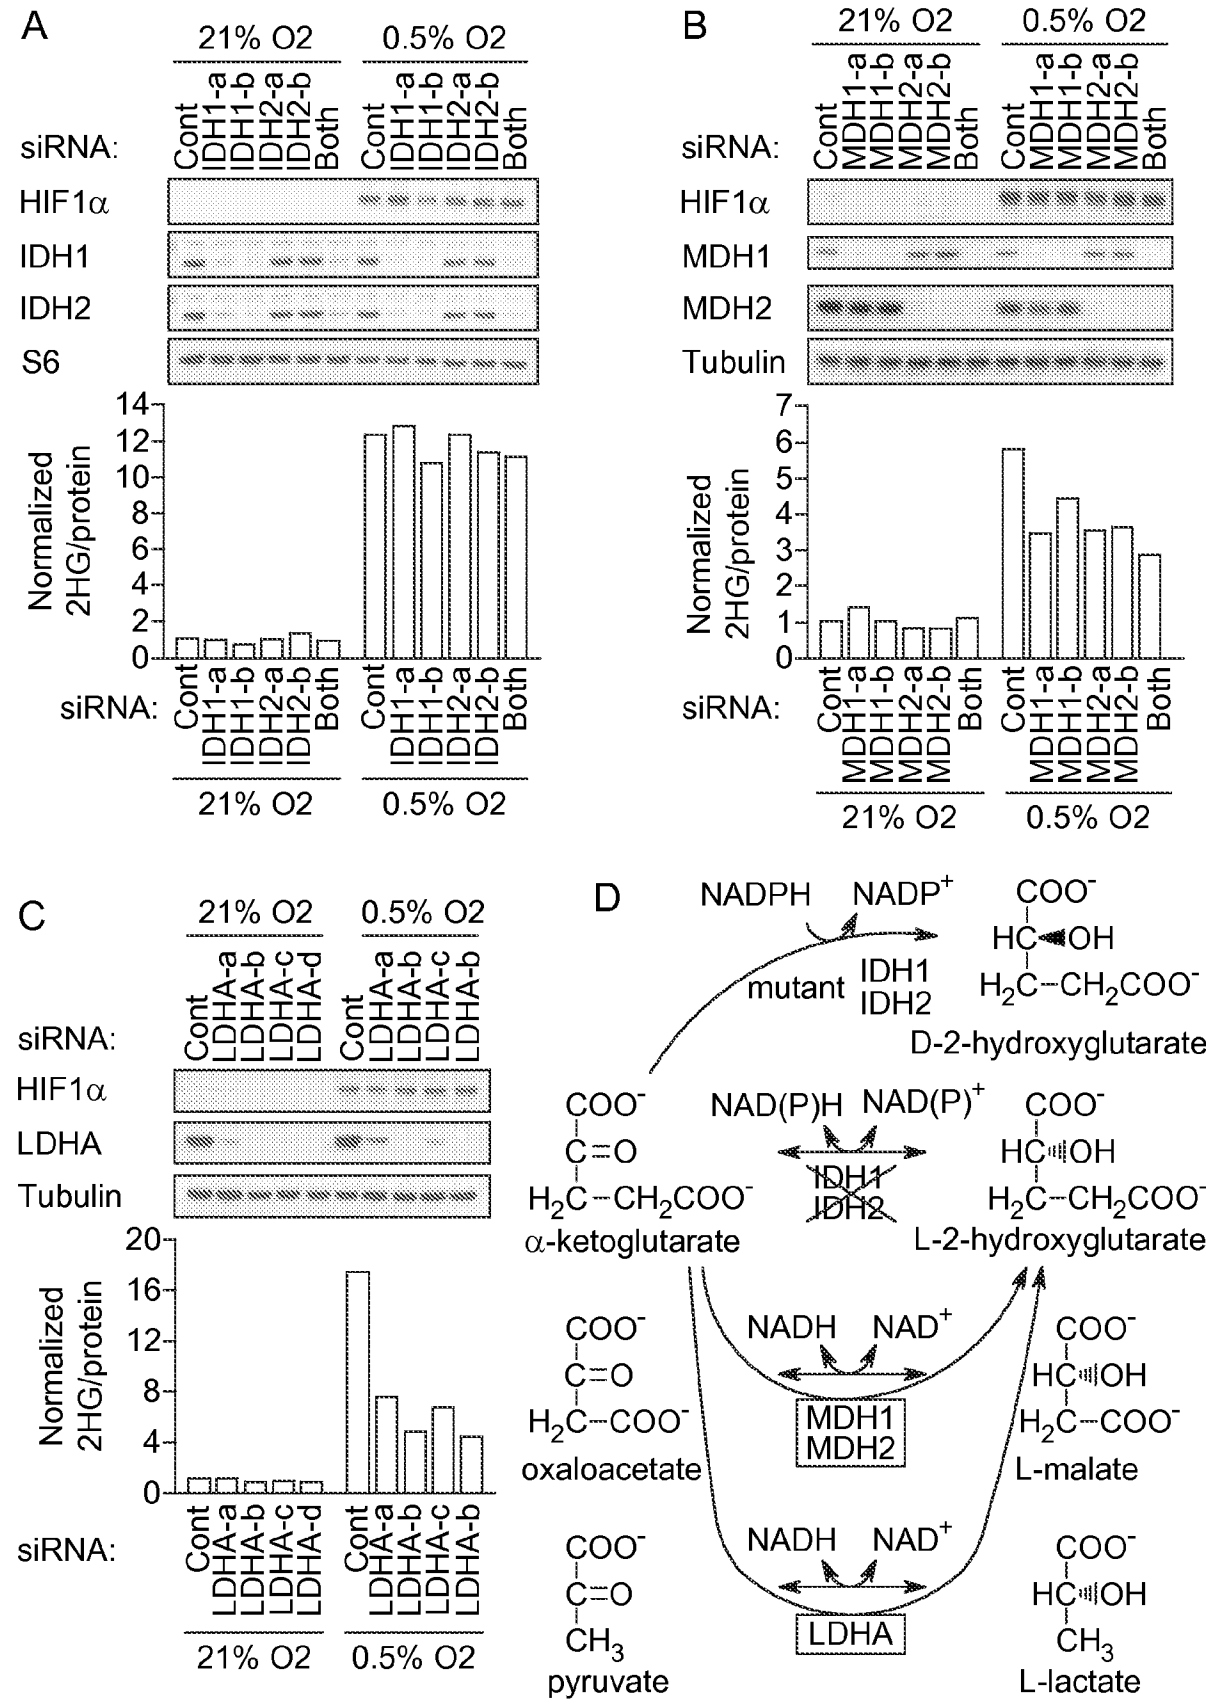 A
21% O2 0.5% O2
siRNA: Cont IDH1-a IDH1-b IDH2-a IDH2-b Both Cont IDH1-a IDH1-b IDH2-a IDH2-b Both
HIF1α
IDH1
IDH2
S6
Normalized
2HG/protein
14
12
10
8
6
4
2
0
siRNA: Cont IDH1-a IDH1-b IDH2-a IDH2-b Both Cont IDH1-a IDH1-b IDH2-a IDH2-b Both
21% O2 0.5% O2
B
21% O2 0.5% O2
siRNA: Cont MDH1-a MDH1-b MDH2-a MDH2-b Both Cont MDH1-a MDH1-b MDH2-a MDH2-b Both
HIF1α
MDH1
MDH2
Tubulin
Normalized
2HG/protein
7
6
5
4
3
2
1
0
siRNA: Cont MDH1-a MDH1-b MDH2-a MDH2-b Both Cont MDH1-a MDH1-b MDH2-a MDH2-b Both
21% O2 0.5% O2
C
21% O2 0.5% O2
siRNA: Cont LDHA-a LDHA-b LDHA-c LDHA-d Cont LDHA-a LDHA-b LDHA-c LDHA-b
HIF1α
LDHA
Tubulin
Normalized
2HG/protein
20
16
12
8
4
0
siRNA: Cont LDHA-a LDHA-b LDHA-c LDHA-d Cont LDHA-a LDHA-b LDHA-c LDHA-b
21% O2 0.5% O2
D
NADPH NADP+
mutant IDH1
IDH2
COO-
HC OH
H2C--CH2COO-
D-2-hydroxyglutarate
COO-
C=O
H2C--CH2COO-
α-ketoglutarate
NAD(P)H NAD(P)+
IDH1
IDH2
COO-
HC OH
H2C--CH2COO-
L-2-hydroxyglutarate
COO-
C=O
H2C--COO-
oxaloacetate
NADH NAD+
MDH1
MDH2
COO-
HC OH
H2C--COO-
L-malate
COO-
C=O
CH3
pyruvate
NADH NAD+
LDHA
COO-
HC OH
CH3
L-lactate